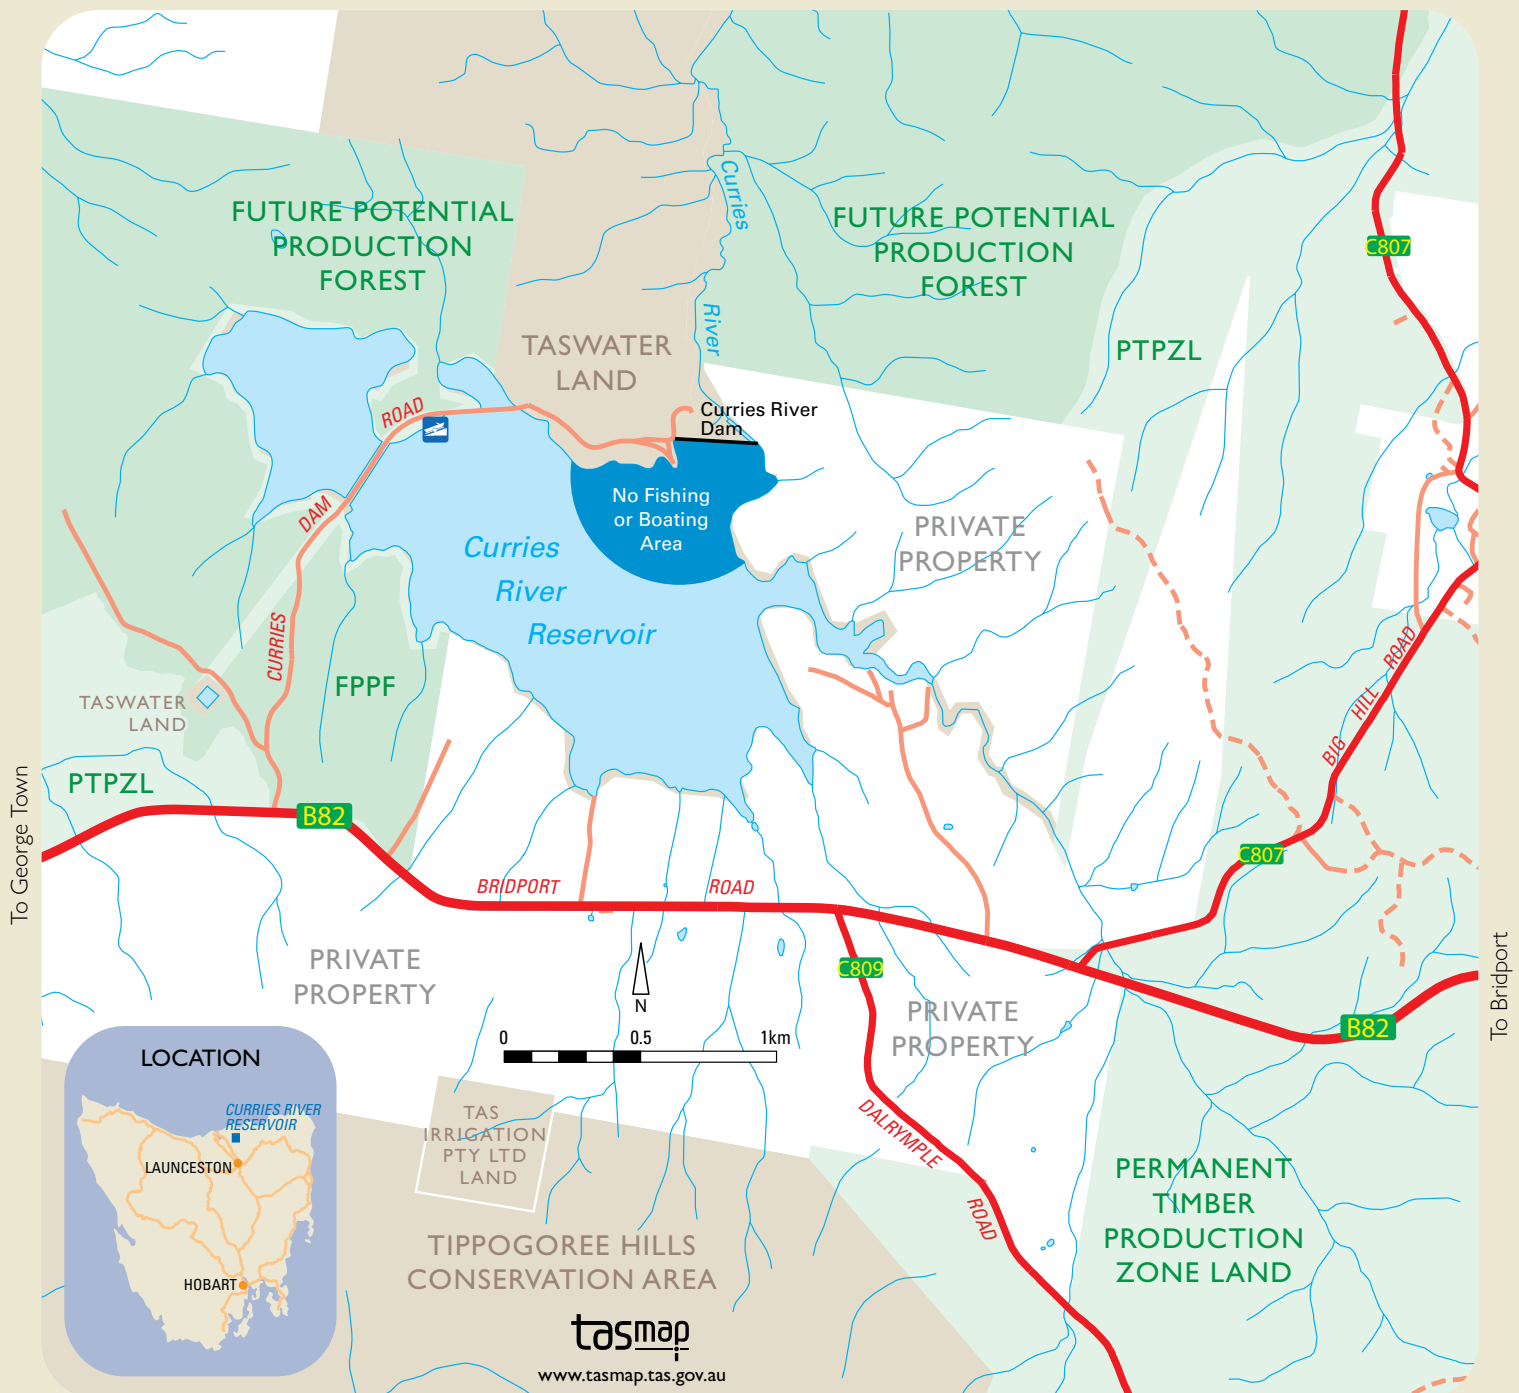 FUTURE POTENTIAL
PRODUCTION
FOREST
Curries
River
FUTURE POTENTIAL
PRODUCTION
FOREST
C807
TASWATER
LAND
PTPZL
Curries River
Dam
ROAD
DAM
CURRIES
No Fishing
or Boating
Area
Curries
River
Reservoir
PRIVATE
PROPERTY
FPPF
TASWATER
LAND
BIG HILL ROAD
PTPZL
B82
To George Town
C807
BRIDPORT ROAD
PRIVATE
PROPERTY
C809
PRIVATE
PROPERTY
B82
To Bridport
N
0 0.5 1km
LOCATION
CURRIES RIVER
RESERVOIR
LAUNCESTON
HOBART
TAS
IRRIGATION
PTY LTD
LAND
DALRYMPLE
ROAD
PERMANENT
TIMBER
PRODUCTION
ZONE LAND
TIPPOGOREE HILLS
CONSERVATION AREA
tasmap
www.tasmap.tas.gov.au